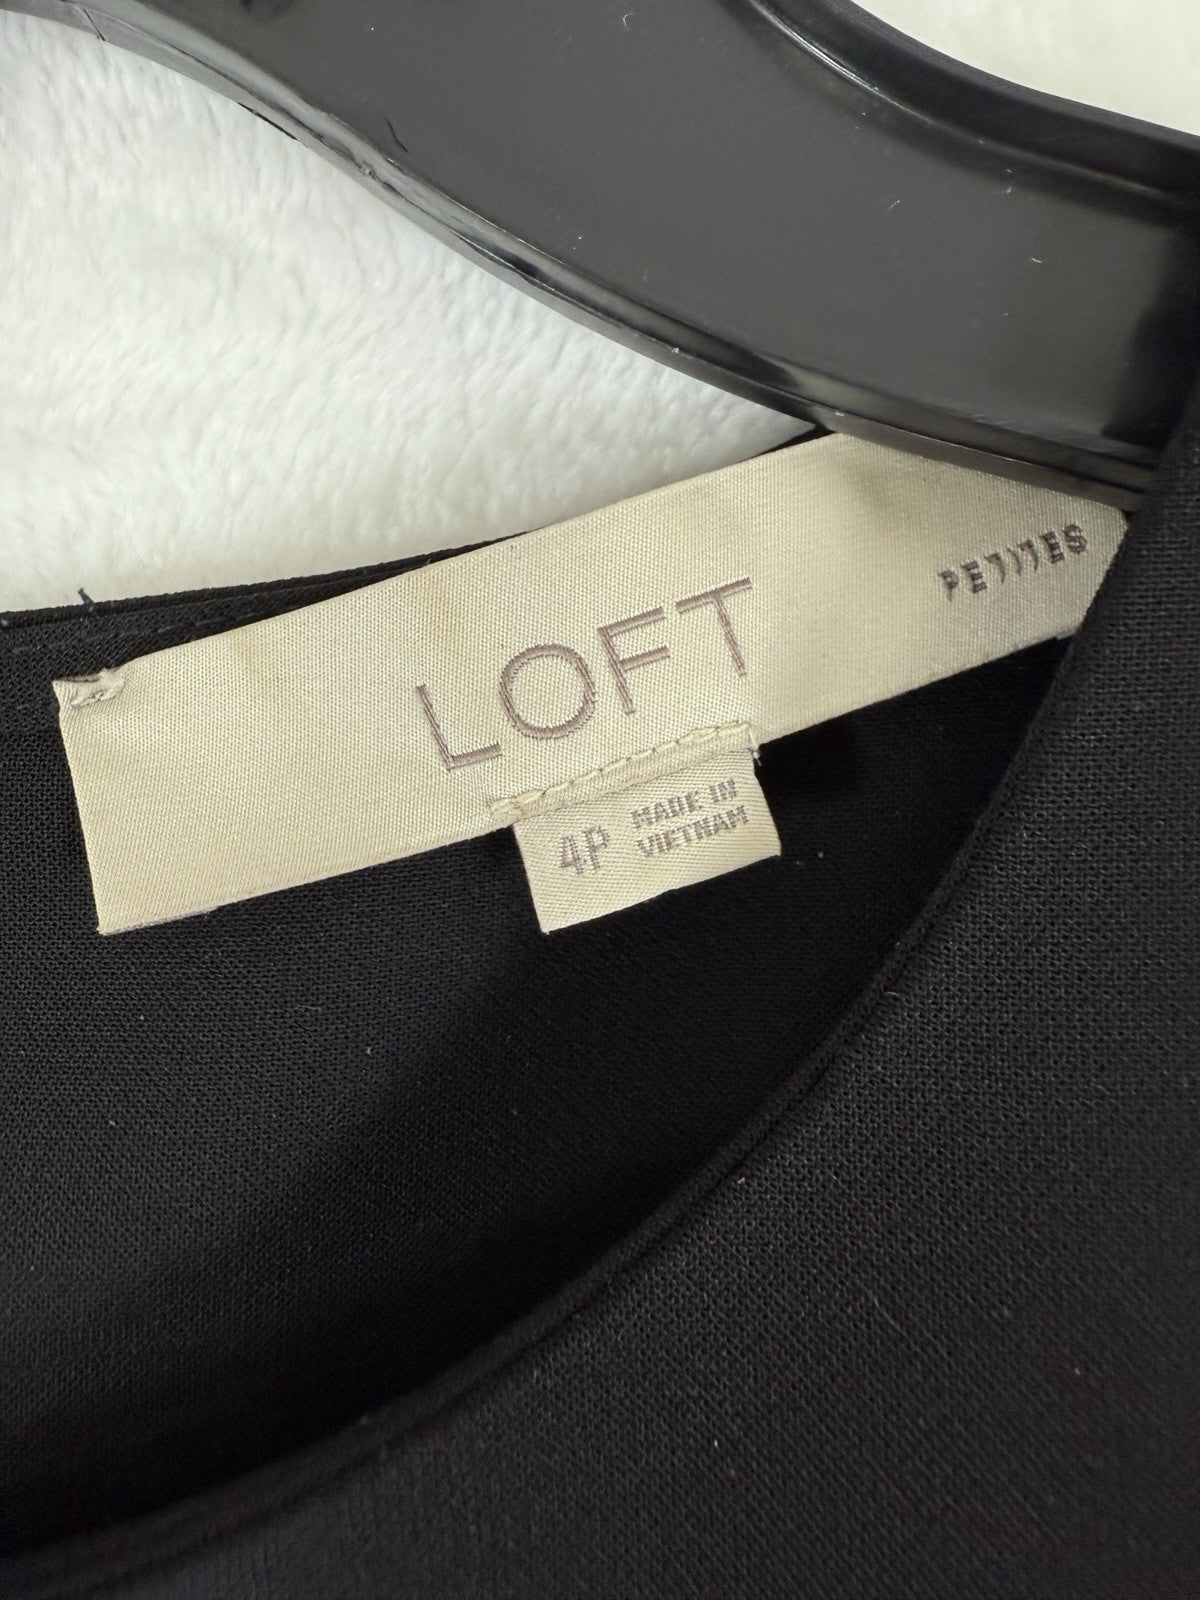 LOFT
PETITES
4P
MADE IN
VIETNAM